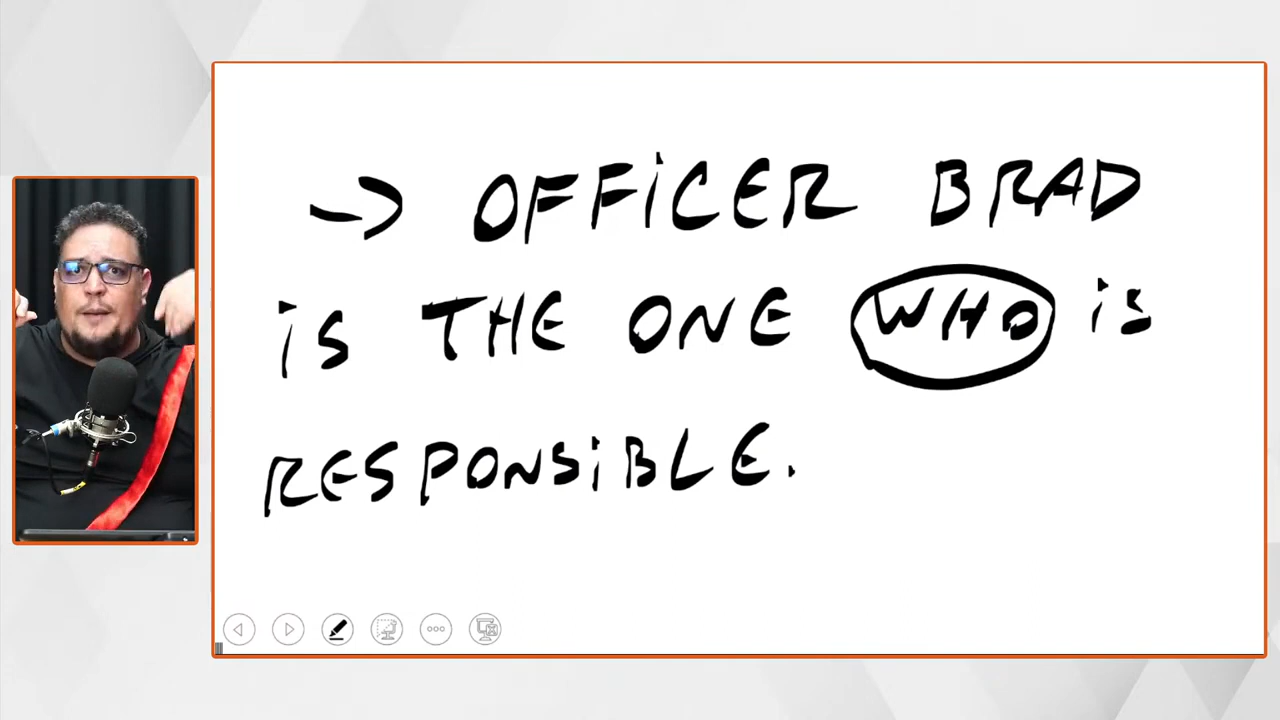 → OFFICER BRAD
is THE ONE WHO is
RESPONSIBLE.